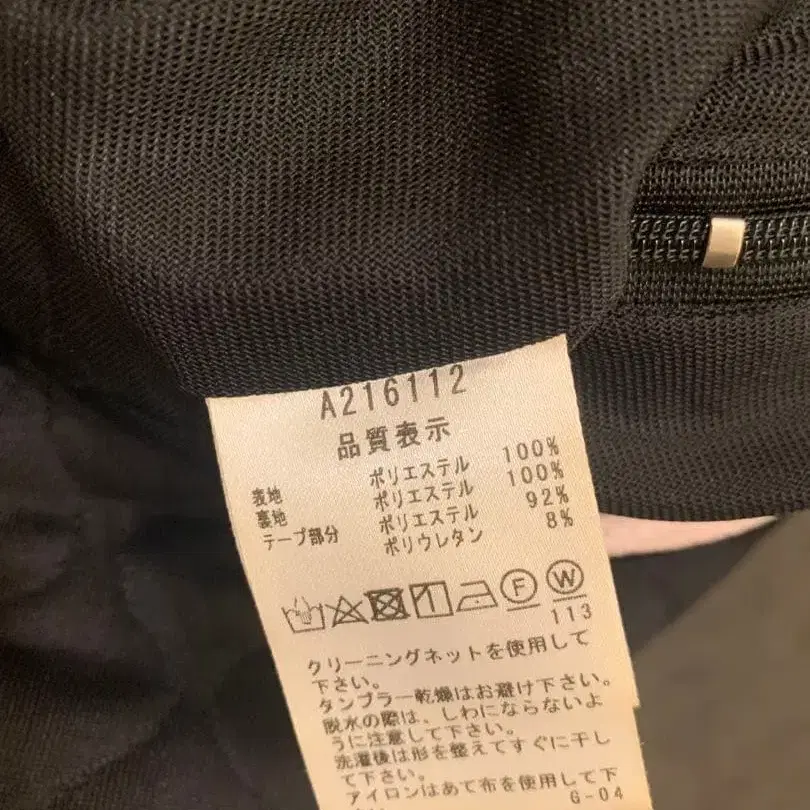 A216112
品質表示
表地 ポリエステル 100%
裏地 ポリエステル 100%
テープ部分 ポリエステル 92%
ポリウレタン 8%
F W
113
クリーニングネットを使用して
下さい。
タンブラー乾燥はお避け下さい。
脱水の際は、しわにならないよ
うに注意して下さい。
洗濯後は形を整えてすぐに干し
て下さい。
アイロンはあて布を使用して下
G-04